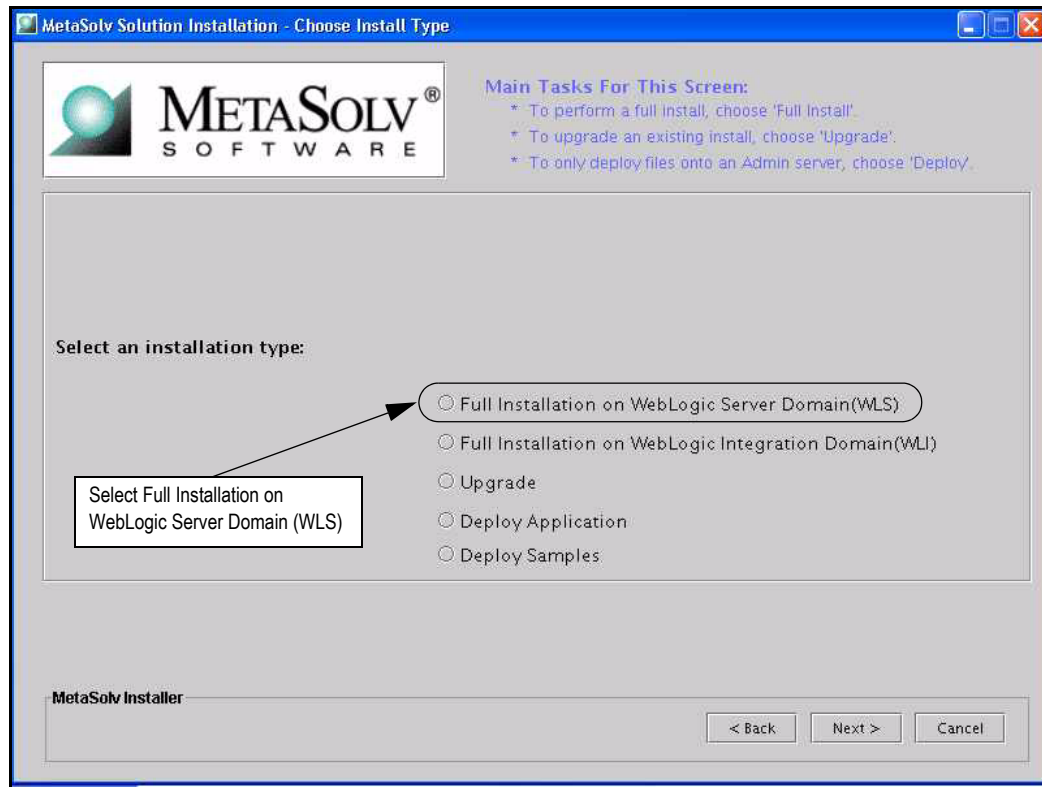 MetaSolv Solution Installation - Choose Install Type
METASOLV®
SOFTWARE
Main Tasks For This Screen:
* To perform a full install, choose 'Full Install'.
* To upgrade an existing install, choose 'Upgrade'.
* To only deploy files onto an Admin server, choose 'Deploy'.
Select an installation type:
Full Installation on WebLogic Server Domain(WLS)
Full Installation on WebLogic Integration Domain(WLI)
Upgrade
Deploy Application
Deploy Samples
Select Full Installation on
WebLogic Server Domain (WLS)
MetaSolv Installer
< Back
Next >
Cancel